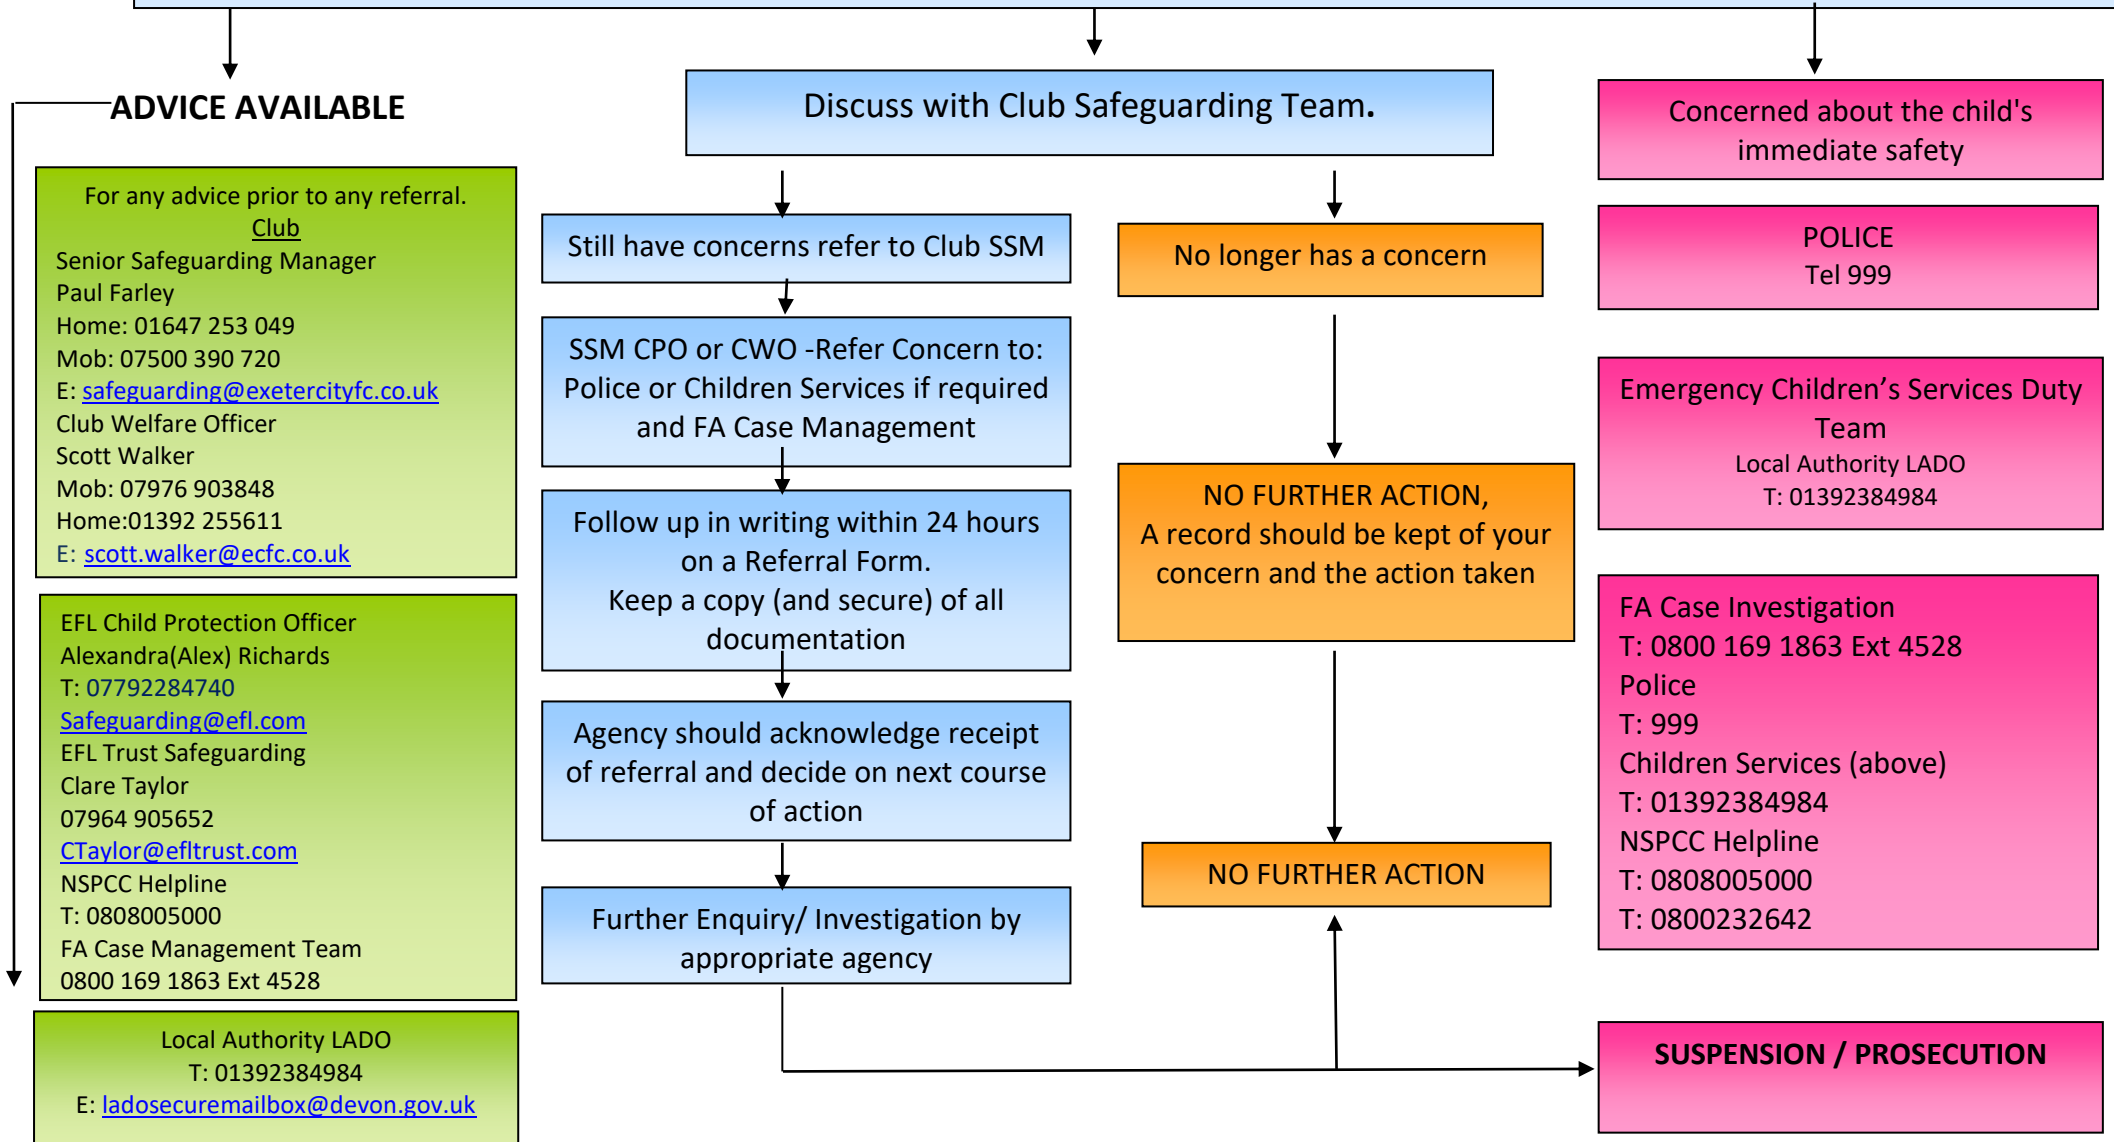 ADVICE AVAILABLE
For any advice prior to any referral.
Club
Senior Safeguarding Manager
Paul Farley
Home: 01647 253 049
Mob: 07500 390 720
E: safeguarding@exetercityfc.co.uk
Club Welfare Officer
Scott Walker
Mob: 07976 903848
Home:01392 255611
E: scott.walker@ecfc.co.uk
EFL Child Protection Officer
Alexandra(Alex) Richards
T: 07792284740
Safeguarding@efl.com
EFL Trust Safeguarding
Clare Taylor
07964 905652
CTaylor@efltrust.com
NSPCC Helpline
T: 0808005000
FA Case Management Team
0800 169 1863 Ext 4528
Local Authority LADO
T: 01392384984
E: ladosecuremailbox@devon.gov.uk
Discuss with Club Safeguarding Team.
Still have concerns refer to Club SSM
SSM CPO or CWO -Refer Concern to:
Police or Children Services if required
and FA Case Management
Follow up in writing within 24 hours
on a Referral Form.
Keep a copy (and secure) of all
documentation
Agency should acknowledge receipt
of referral and decide on next course
of action
Further Enquiry/ Investigation by
appropriate agency
No longer has a concern
NO FURTHER ACTION,
A record should be kept of your
concern and the action taken
NO FURTHER ACTION
Concerned about the child's
immediate safety
POLICE
Tel 999
Emergency Children’s Services Duty
Team
Local Authority LADO
T: 01392384984
FA Case Investigation
T: 0800 169 1863 Ext 4528
Police
T: 999
Children Services (above)
T: 01392384984
NSPCC Helpline
T: 0808005000
T: 0800232642
SUSPENSION / PROSECUTION